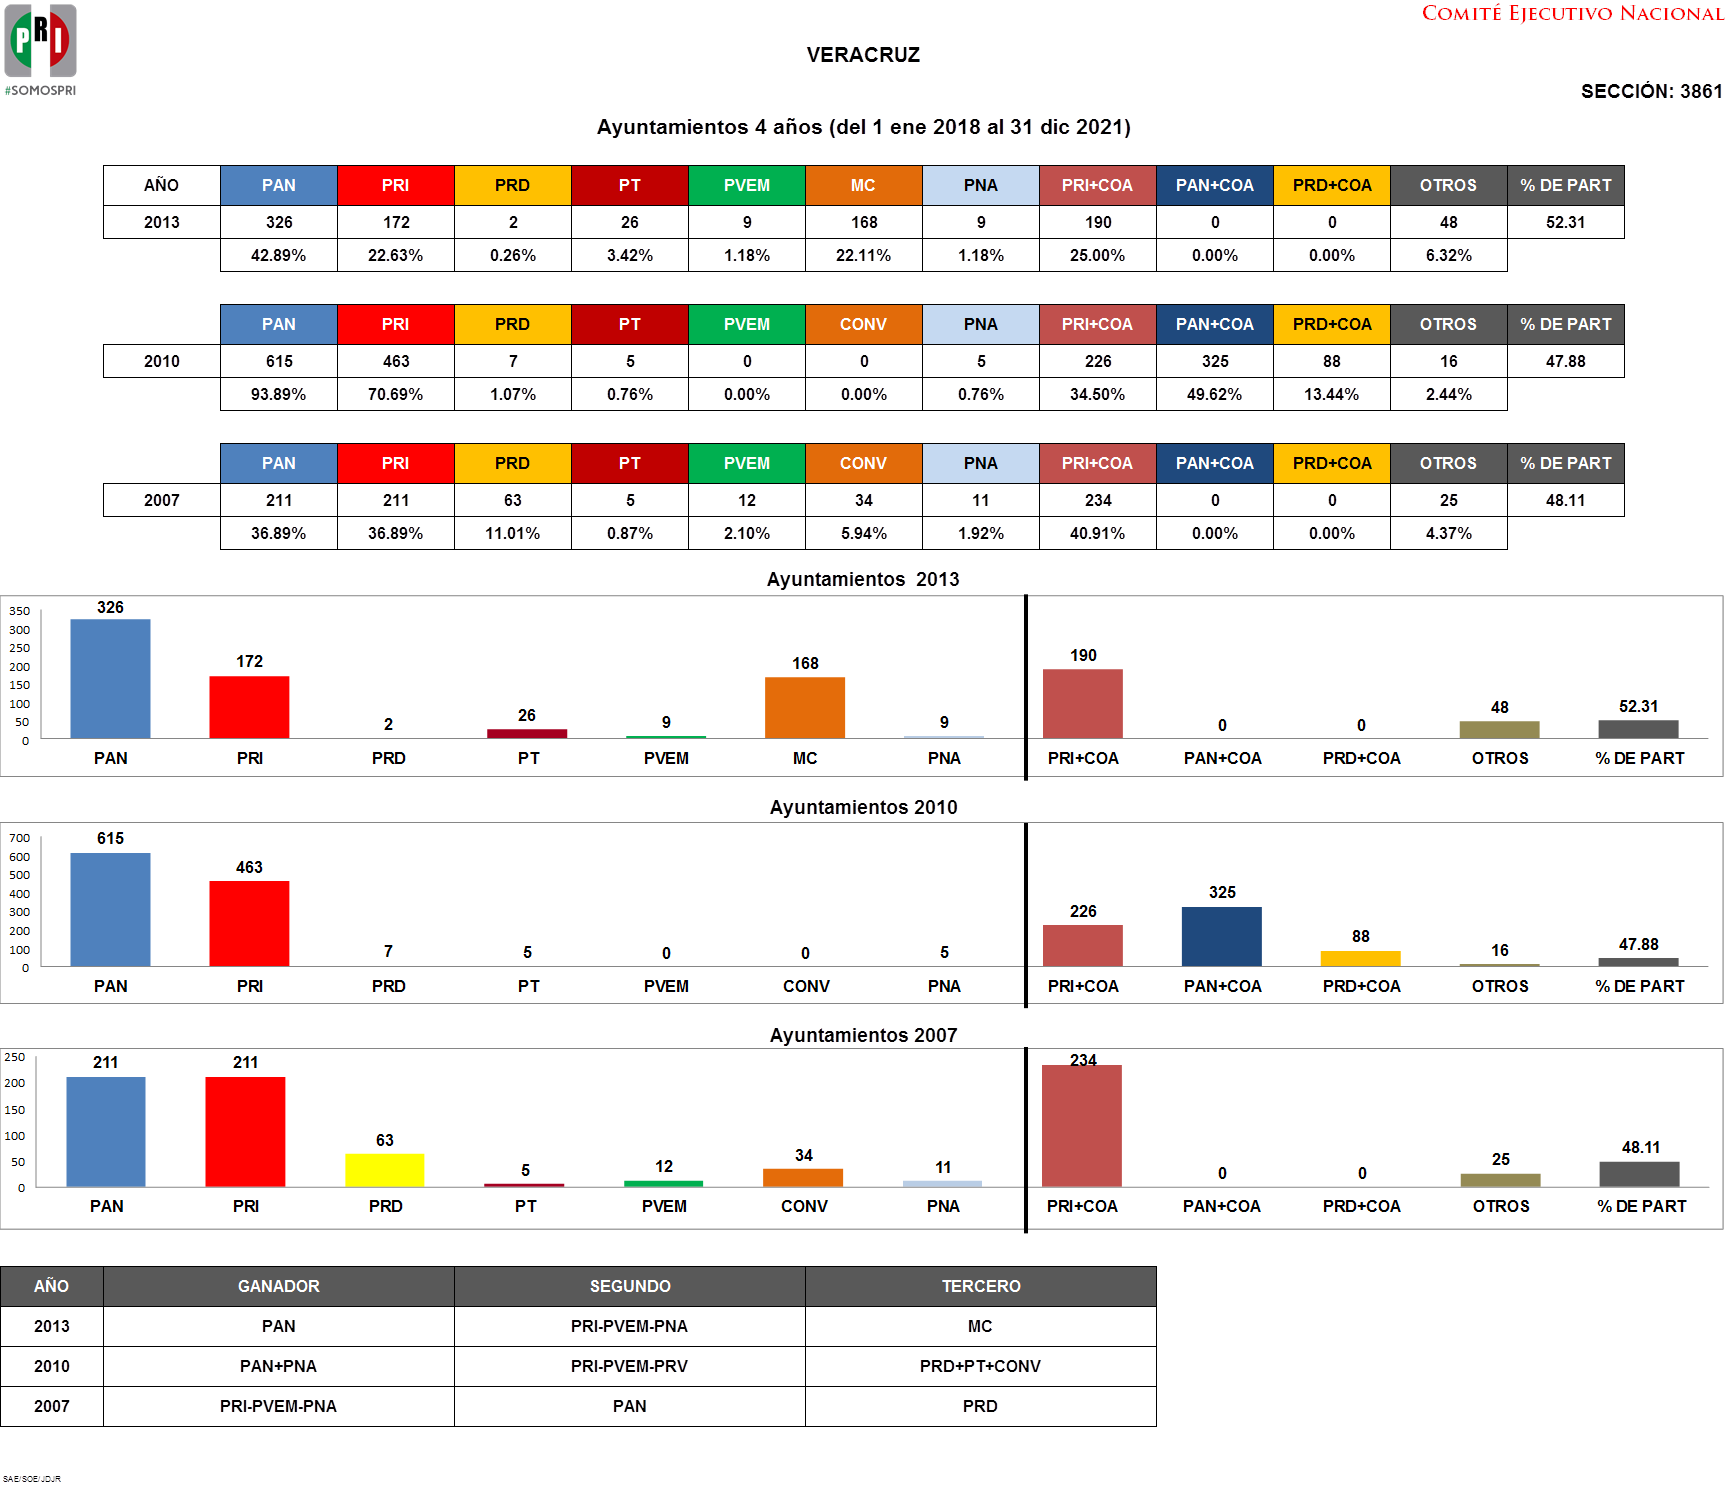 PRI
#SOMOSPRI
COMITÉ EJECUTIVO NACIONAL
VERACRUZ
SECCIÓN: 3861
Ayuntamientos 4 años (del 1 ene 2018 al 31 dic 2021)
AÑO PAN PRI PRD PT PVEM MC PNA PRI+COA PAN+COA PRD+COA OTROS % DE PART
2013 326 172 2 26 9 168 9 190 0 0 48 52.31
42.89% 22.63% 0.26% 3.42% 1.18% 22.11% 1.18% 25.00% 0.00% 0.00% 6.32%
PAN PRI PRD PT PVEM CONV PNA PRI+COA PAN+COA PRD+COA OTROS % DE PART
2010 615 463 7 5 0 0 5 226 325 88 16 47.88
93.89% 70.69% 1.07% 0.76% 0.00% 0.00% 0.76% 34.50% 49.62% 13.44% 2.44%
PAN PRI PRD PT PVEM CONV PNA PRI+COA PAN+COA PRD+COA OTROS % DE PART
2007 211 211 63 5 12 34 11 234 0 0 25 48.11
36.89% 36.89% 11.01% 0.87% 2.10% 5.94% 1.92% 40.91% 0.00% 0.00% 4.37%
Ayuntamientos 2013
350
300
250
200
150
100
50
0
326 172 2 26 9 168 9 190 0 0 48 52.31
PAN PRI PRD PT PVEM MC PNA PRI+COA PAN+COA PRD+COA OTROS % DE PART
Ayuntamientos 2010
700
600
500
400
300
200
100
0
615 463 7 5 0 0 5 226 325 88 16 47.88
PAN PRI PRD PT PVEM CONV PNA PRI+COA PAN+COA PRD+COA OTROS % DE PART
Ayuntamientos 2007
250
200
150
100
50
0
211 211 63 5 12 34 11 234 0 0 25 48.11
PAN PRI PRD PT PVEM CONV PNA PRI+COA PAN+COA PRD+COA OTROS % DE PART
AÑO GANADOR SEGUNDO TERCERO
2013 PAN PRI-PVEM-PNA MC
2010 PAN+PNA PRI-PVEM-PRV PRD+PT+CONV
2007 PRI-PVEM-PNA PAN PRD
SAE/SOE/JDJR